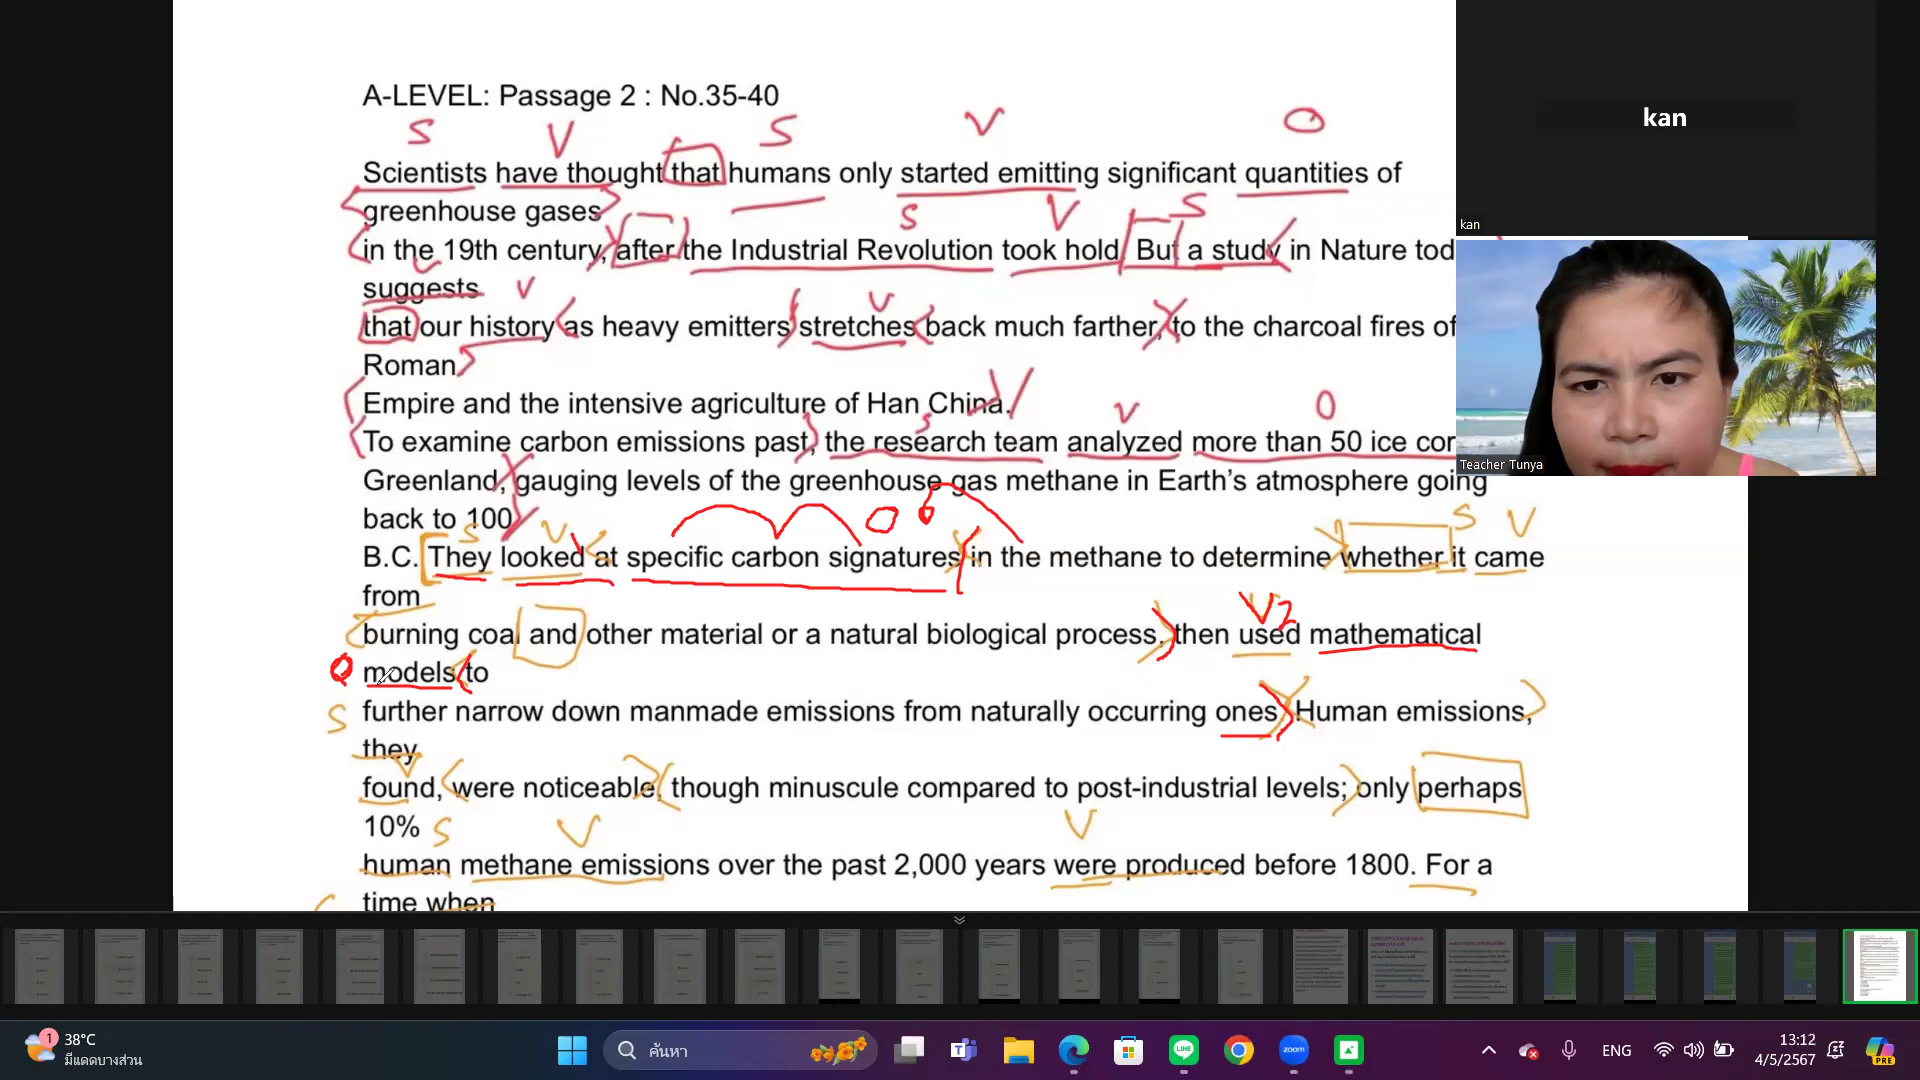 A-LEVEL: Passage 2 : No.35-40
S V S V O
Scientists have thought that humans only started emitting significant quantities of
greenhouse gases
S V S
in the 19th century, after the Industrial Revolution took hold. But a study in Nature tod
V
suggests
V V
that our history as heavy emitters stretches back much farther, to the charcoal fires of
Roman
Empire and the intensive agriculture of Han China.
S V O
To examine carbon emissions past, the research team analyzed more than 50 ice cor
Greenland, gauging levels of the greenhouse gas methane in Earth's atmosphere going
back to 100
S V O S V
B.C. They looked at specific carbon signatures in the methane to determine whether it came
from
V2
burning coal and other material or a natural biological process, then used mathematical
O models to
S further narrow down manmade emissions from naturally occurring ones. Human emissions,
they
V
found, were noticeable, though minuscule compared to post-industrial levels; only perhaps
10%
S V V
human methane emissions over the past 2,000 years were produced before 1800. For a
time when
kan
kan
Teacher Tunya
1
38°C
มีแดดบางส่วน
ค้นหา
LINE
zoom
ENG
13:12
4/5/2567
PRE